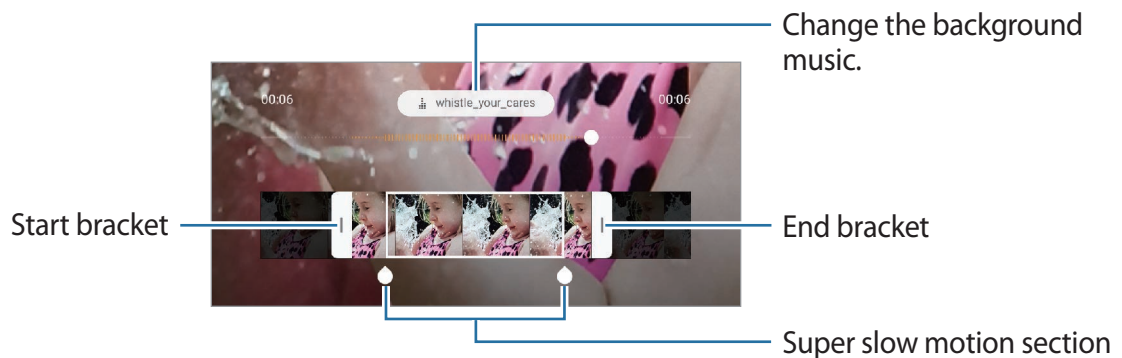 Change the background
music.
00:06
whistle_your_cares
00:06
Start bracket
End bracket
Super slow motion section